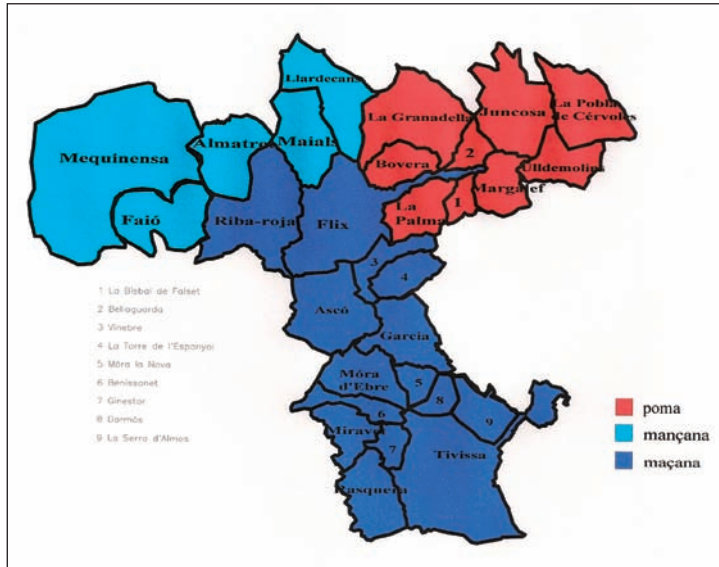 Llardecans
La Granadella
Juncosa
La Pobla
de Cérvoles
Almatret
Maials
2
Mequinensa
Bovera
Ulldemolins
Margalef
1
La
Palma
Faió
Riba-roja
Flix
3
4
1 La Bisbal de Falset
2 Bellaguarda
3 Vinebre
4 La Torre de l'Espanyol
5 Móra la Nova
6 Benissanet
7 Ginestar
8 Darmós
9 La Serra d'Almos
Ascó
Garcia
Móra
d'Ebre
5
8
6
9
Miravet
7
Tivissa
Rasquera
poma
mançana
maçana